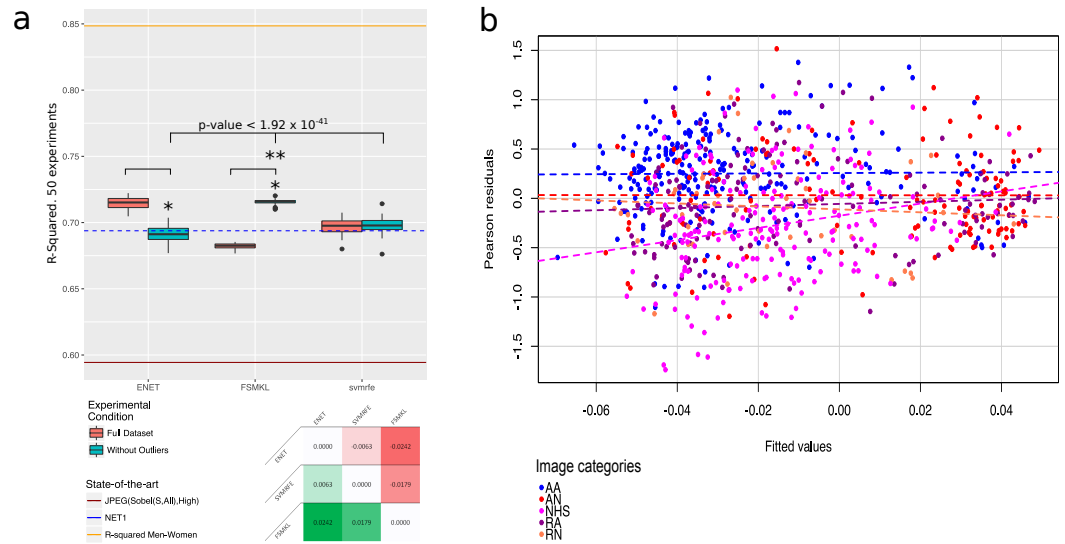 a
R-Squared. 50 experiments
0.85
0.80
0.75
0.70
0.65
0.60
p-value < 1.92 x 10-41
**
*
*
ENET
FSMKL
svmrfe
Experimental
Condition
Full Dataset
Without Outliers
State-of-the-art
JPEG(Sobel(S,All),High)
NET1
R-squared Men-Women
ENET
SVMRFE
FSMKL
ENET
0.0000
-0.0063
-0.0242
SVMRFE
0.0063
0.0000
-0.0179
FSMKL
0.0242
0.0179
0.0000
b
Pearson residuals
1.5
1.0
0.5
0.0
-0.5
-1.0
-1.5
-0.06
-0.04
-0.02
0.00
0.02
0.04
Fitted values
Image categories
AA
AN
NHS
RA
RN